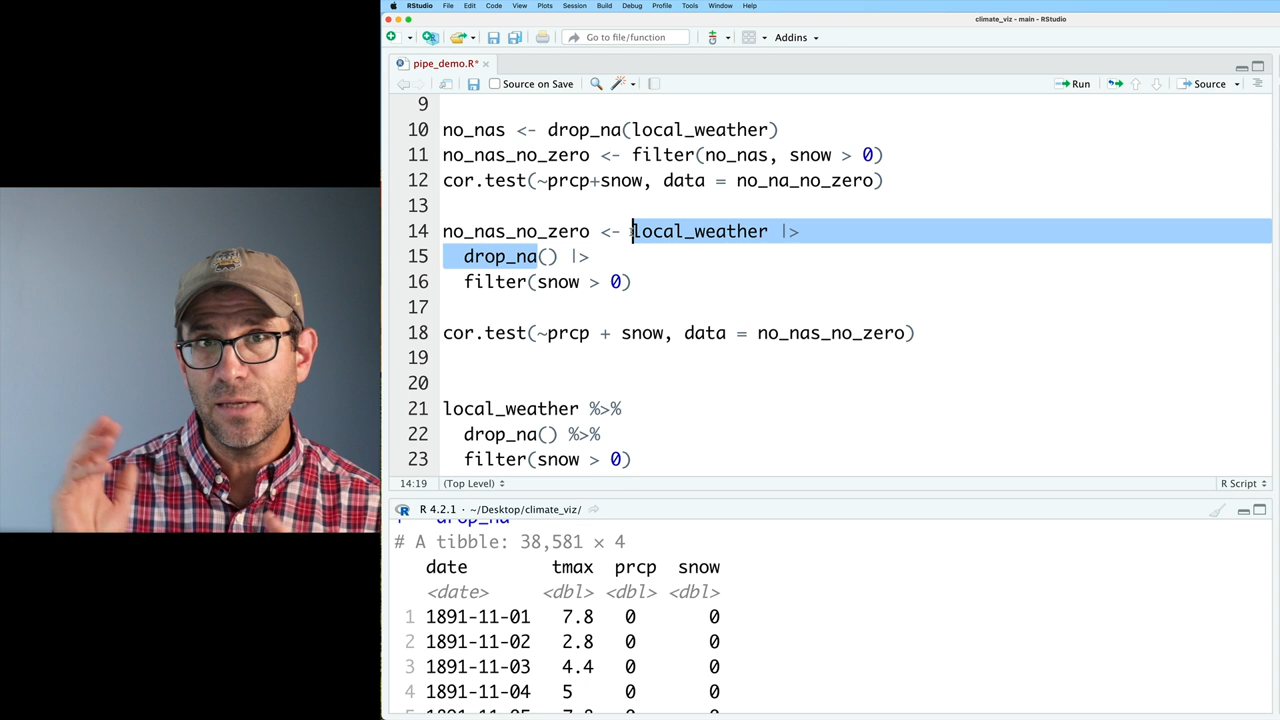 RStudio File Edit Code View Plots Session Build Debug Profile Tools Window Help
climate_viz - main - RStudio
Go to file/function Addins
pipe_demo.R*
Source on Save Run Source
9
10 no_nas <- drop_na(local_weather)
11 no_nas_no_zero <- filter(no_nas, snow > 0)
12 cor.test(~prcp+snow, data = no_na_no_zero)
13
14 no_nas_no_zero <- local_weather |>
15 drop_na() |>
16 filter(snow > 0)
17
18 cor.test(~prcp + snow, data = no_nas_no_zero)
19
20
21 local_weather %>%
22 drop_na() %>%
23 filter(snow > 0)
14:19 (Top Level) R Script
R 4.2.1 · ~/Desktop/climate_viz/
+ drop_na
# A tibble: 38,581 × 4
date tmax prcp snow
<date> <dbl> <dbl> <dbl>
1 1891-11-01 7.8 0 0
2 1891-11-02 2.8 0 0
3 1891-11-03 4.4 0 0
4 1891-11-04 5 0 0